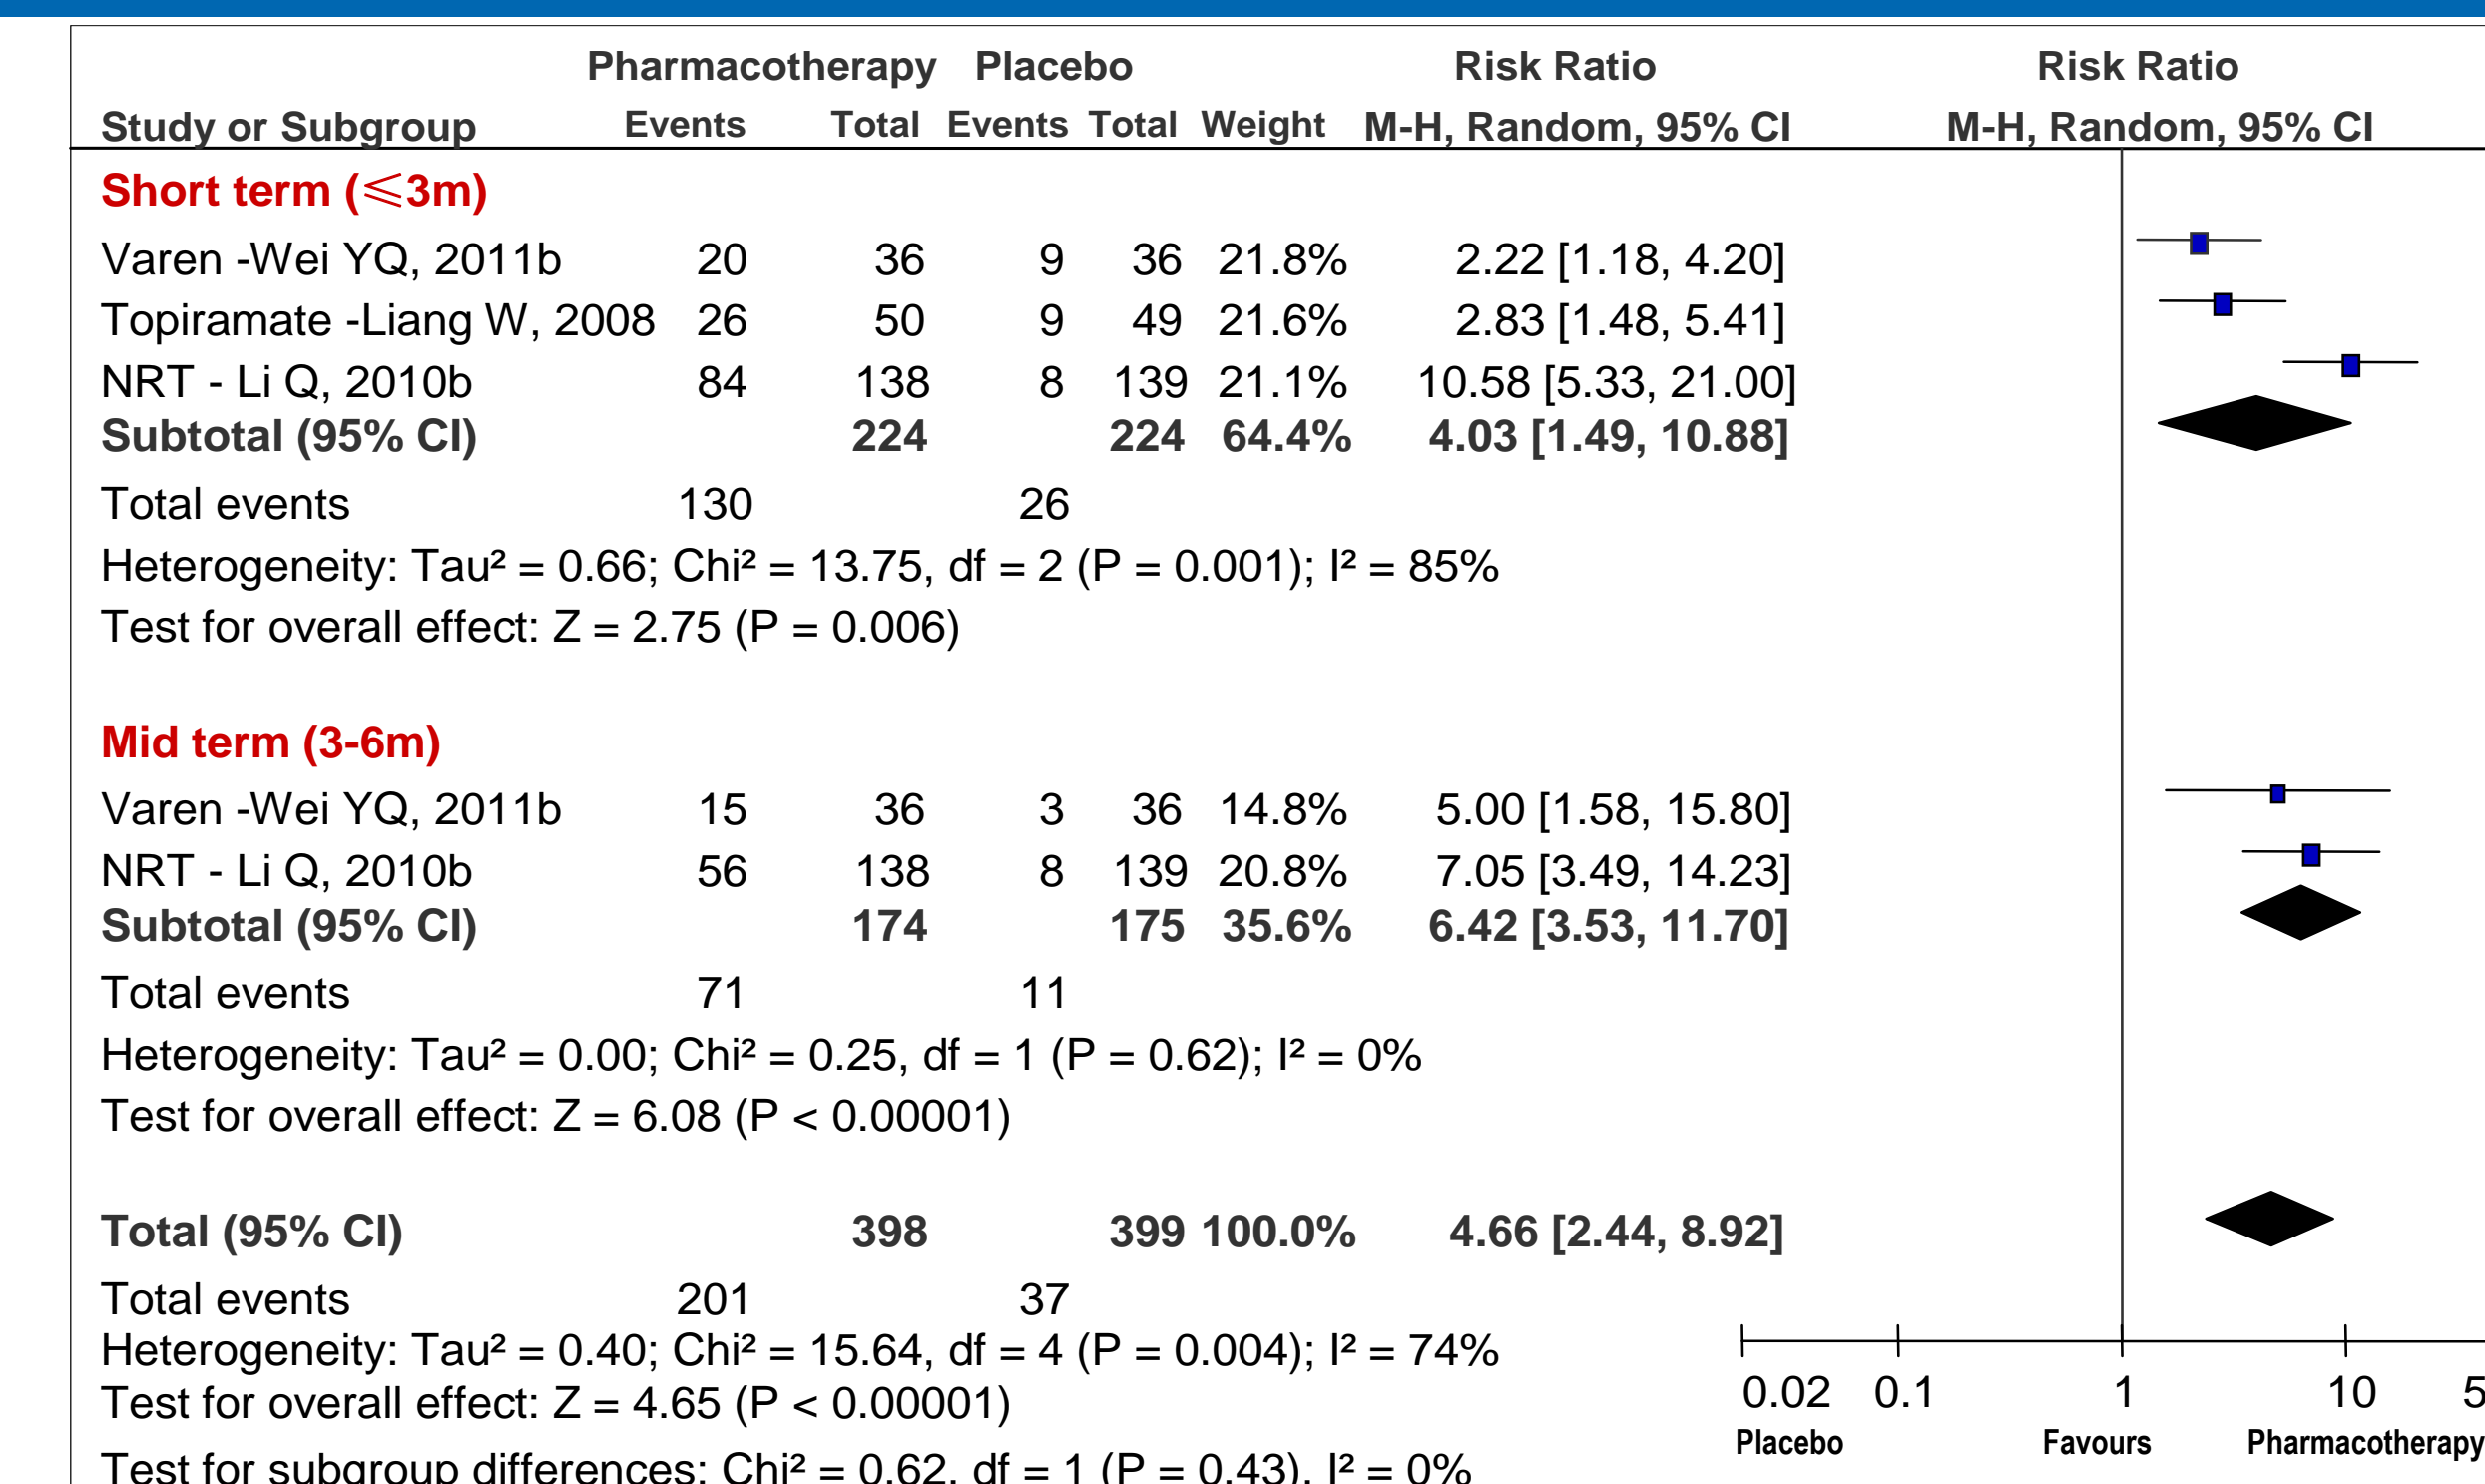 Pharmacotherapy Placebo Risk Ratio Risk Ratio
Study or Subgroup Events Total Events Total Weight M-H, Random, 95% CI M-H, Random, 95% CI
Short term (⩽3m)
Varen -Wei YQ, 2011b 20 36 9 36 21.8% 2.22 [1.18, 4.20]
Topiramate -Liang W, 2008 26 50 9 49 21.6% 2.83 [1.48, 5.41]
NRT - Li Q, 2010b 84 138 8 139 21.1% 10.58 [5.33, 21.00]
Subtotal (95% CI) 224 224 64.4% 4.03 [1.49, 10.88]
Total events 130 26
Heterogeneity: Tau² = 0.66; Chi² = 13.75, df = 2 (P = 0.001); I² = 85%
Test for overall effect: Z = 2.75 (P = 0.006)
Mid term (3-6m)
Varen -Wei YQ, 2011b 15 36 3 36 14.8% 5.00 [1.58, 15.80]
NRT - Li Q, 2010b 56 138 8 139 20.8% 7.05 [3.49, 14.23]
Subtotal (95% CI) 174 175 35.6% 6.42 [3.53, 11.70]
Total events 71 11
Heterogeneity: Tau² = 0.00; Chi² = 0.25, df = 1 (P = 0.62); I² = 0%
Test for overall effect: Z = 6.08 (P < 0.00001)
Total (95% CI) 398 399 100.0% 4.66 [2.44, 8.92]
Total events 201 37
Heterogeneity: Tau² = 0.40; Chi² = 15.64, df = 4 (P = 0.004); I² = 74%
Test for overall effect: Z = 4.65 (P < 0.00001)
0.02 0.1 1 10 5
Placebo Favours Pharmacotherapy
Test for subgroup differences: Chi² = 0.62, df = 1 (P = 0.43), I² = 0%